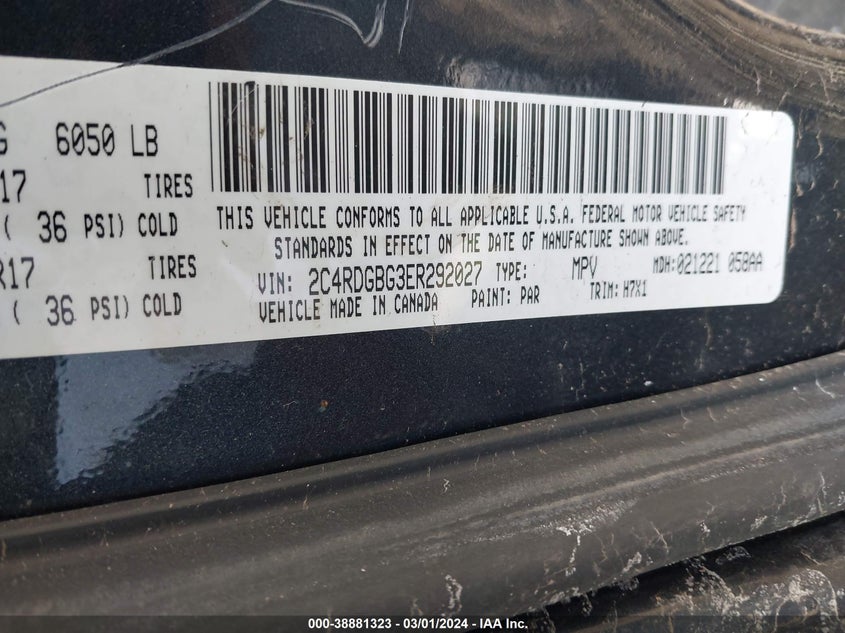 G 6050 LB
17 TIRES
( 36 PSI) COLD
R17 TIRES
( 36 PSI) COLD
THIS VEHICLE CONFORMS TO ALL APPLICABLE U.S.A. FEDERAL MOTOR VEHICLE SAFETY
STANDARDS IN EFFECT ON THE DATE OF MANUFACTURE SHOWN ABOVE.
VIN: 2C4RDGBG3ER292027 TYPE: MPV MDH:021221 058AA
VEHICLE MADE IN CANADA PAINT: PAR TRIM: H7X1
000-38881323 - 03/01/2024 - IAA Inc.